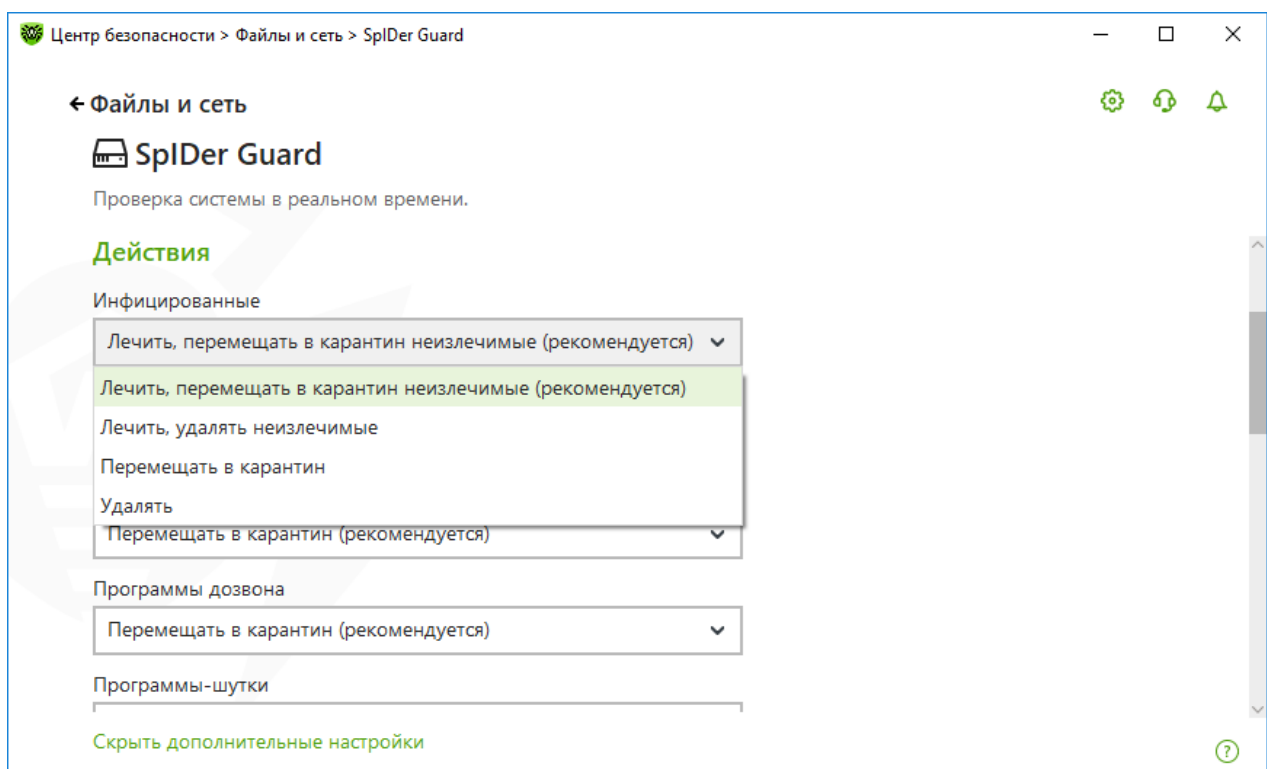 Центр безопасности > Файлы и сеть > SpIDer Guard
Файлы и сеть
SpIDer Guard
Проверка системы в реальном времени.
Действия
Инфицированные
Лечить, перемещать в карантин неизлечимые (рекомендуется)
Лечить, перемещать в карантин неизлечимые (рекомендуется)
Лечить, удалять неизлечимые
Перемещать в карантин
Удалять
Перемещать в карантин (рекомендуется)
Программы дозвона
Перемещать в карантин (рекомендуется)
Программы-шутки
Скрыть дополнительные настройки
?